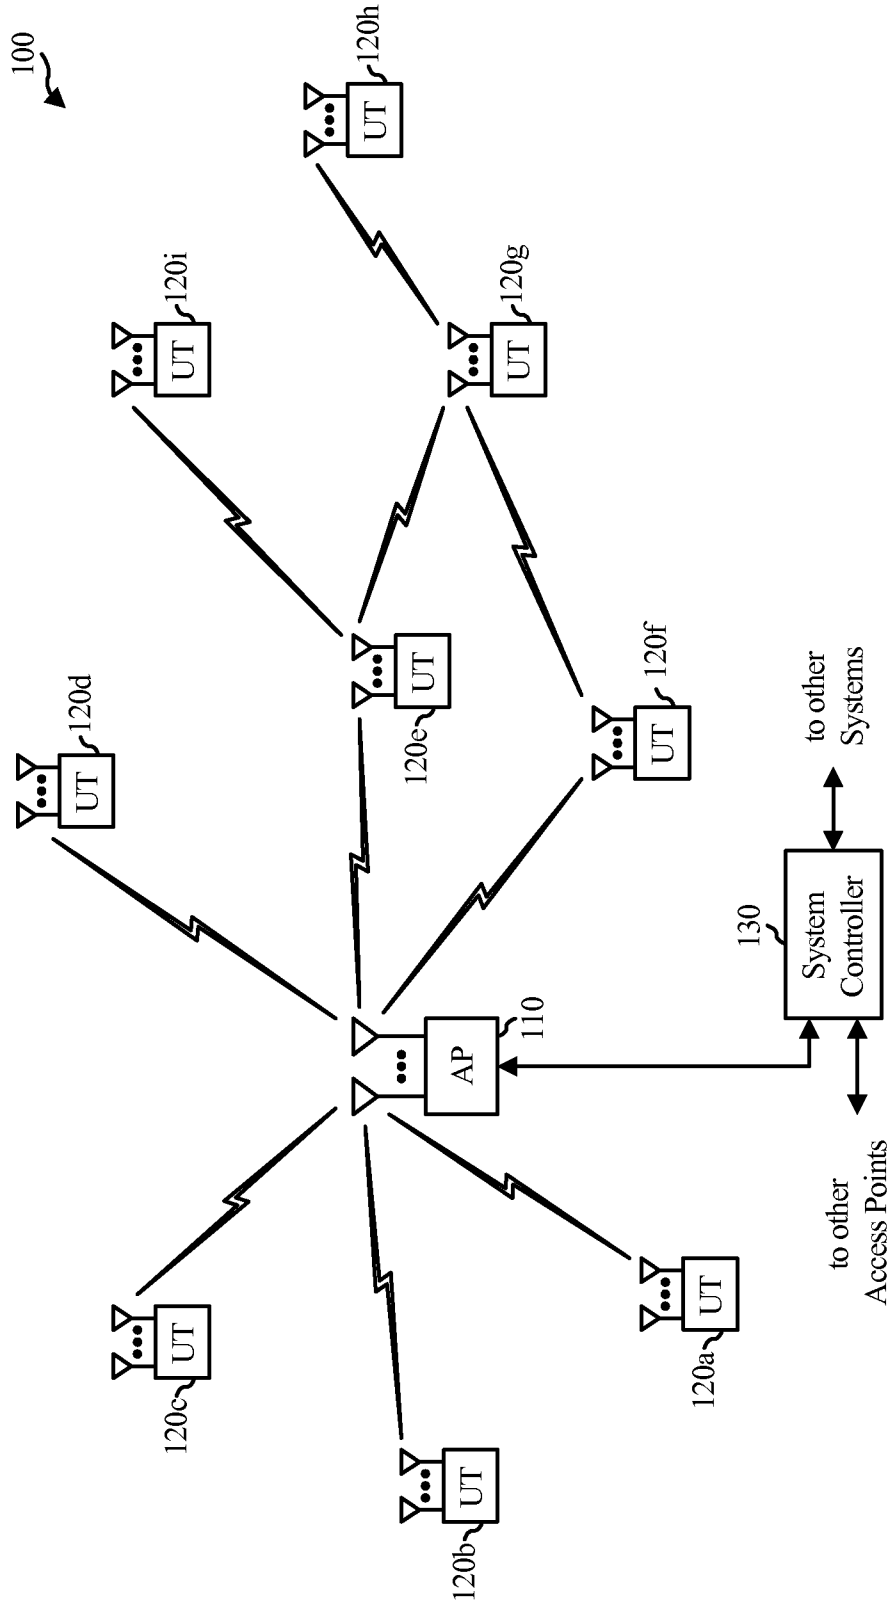 100
UT
120h
UT
120i
UT
120g
UT
120d
UT
120e
UT
120f
AP
110
UT
120c
UT
120b
UT
120a
130
System
Controller
to other
Systems
to other
Access Points